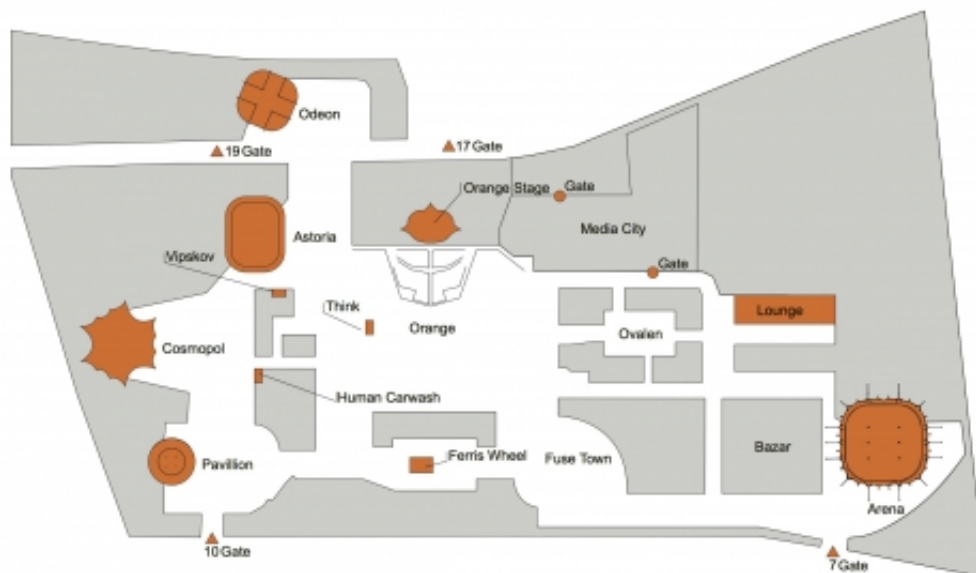 Odeon
19 Gate
17 Gate
Orange Stage
Gate
Media City
Astoria
Vipskov
Gate
Think
Lounge
Orange
Ovalen
Cosmopol
Human Carwash
Ferris Wheel
Fuse Town
Bazar
Pavillion
Arena
10 Gate
7 Gate